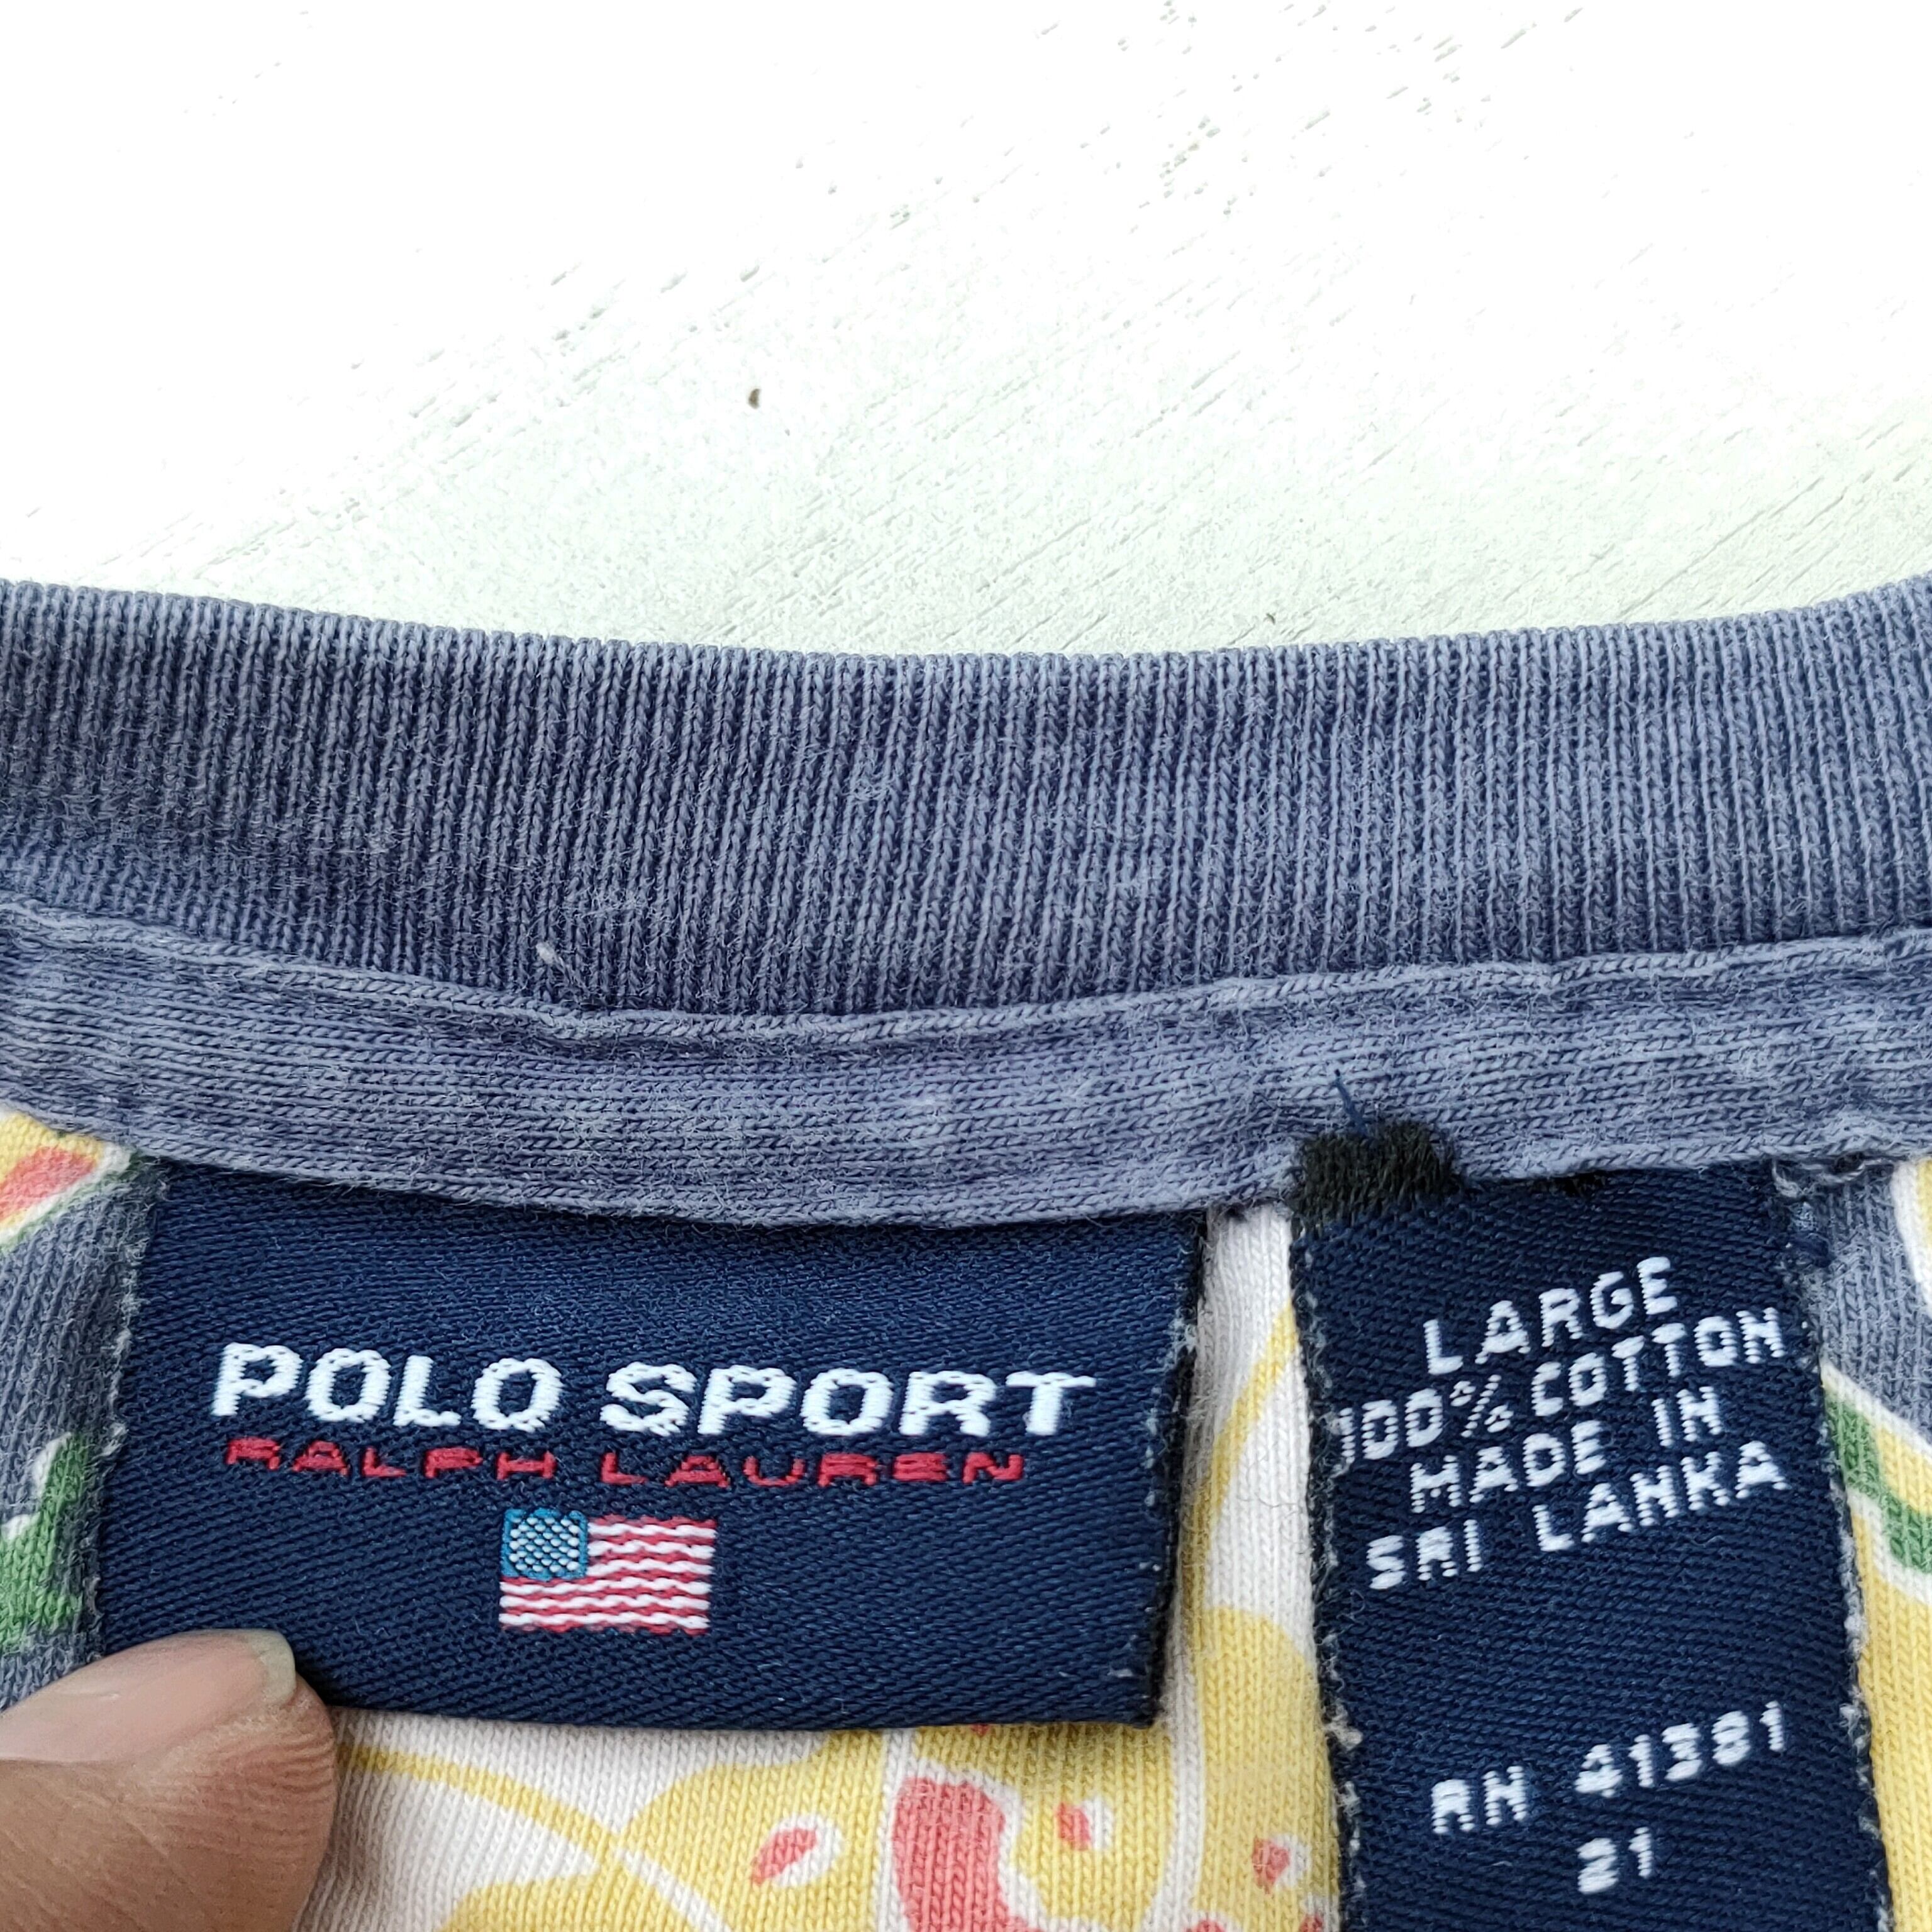 POLO SPORT
RALPH LAUREN
LARGE
100% COTTON
MADE IN
SRI LANKA
RN 41381
21